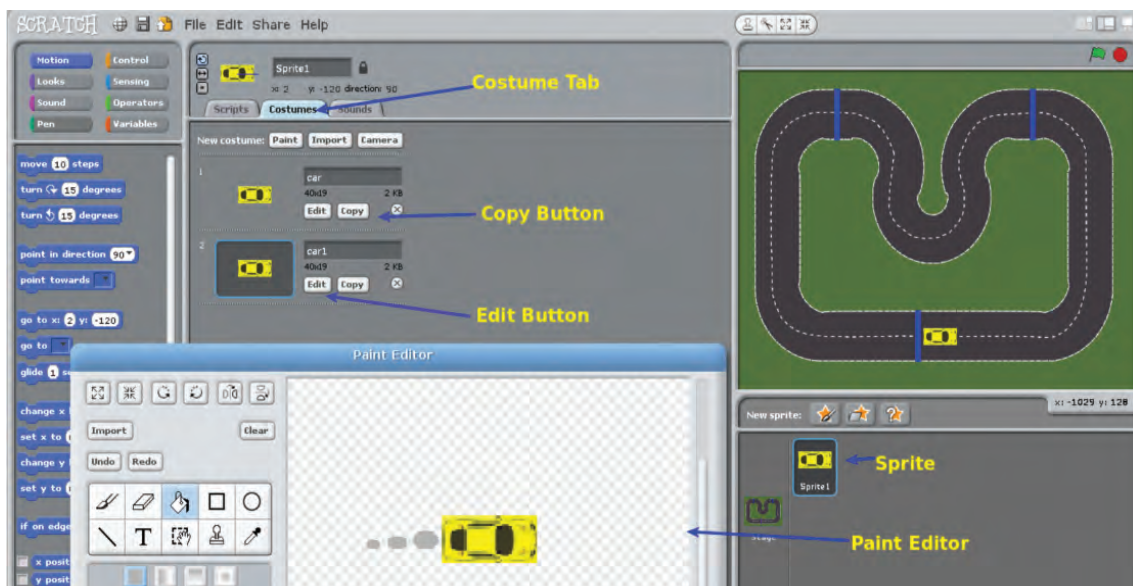 SCRATCH File Edit Share Help
Motion Control
Looks Sensing
Sound Operators
Pen Variables
move 10 steps
turn 15 degrees
turn 15 degrees
point in direction 90
point towards
go to x: 2 y: -120
go to
glide 1
change x
set x to
change y
set y to
if on edge
x posit
y posit
Sprite1
x: 2 y: -120 direction: 90
Scripts Costumes Sounds
Costume Tab
New costume: Paint Import Camera
1
car
40x19 2 KB
Edit Copy
Copy Button
2
car1
40x19 2 KB
Edit Copy
Edit Button
Paint Editor
Import Clear
Undo Redo
T
x: -1029 y: 128
New sprite:
Sprite1
Sprite
Stage
Paint Editor